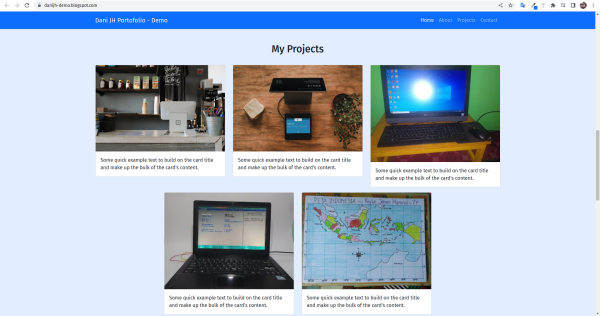 danijh-demo.blogspot.com
Dani JH Portofolio - Demo
Home About Projects Contact
My Projects
Some quick example text to build on the card title
and make up the bulk of the card's content.
Some quick example text to build on the card title
and make up the bulk of the card's content.
Some quick example text to build on the card title
and make up the bulk of the card's content.
PETA INDONESIA
Some quick example text to build on the card title
and make up the bulk of the card's content.
Some quick example text to build on the card title
and make up the bulk of the card's content.